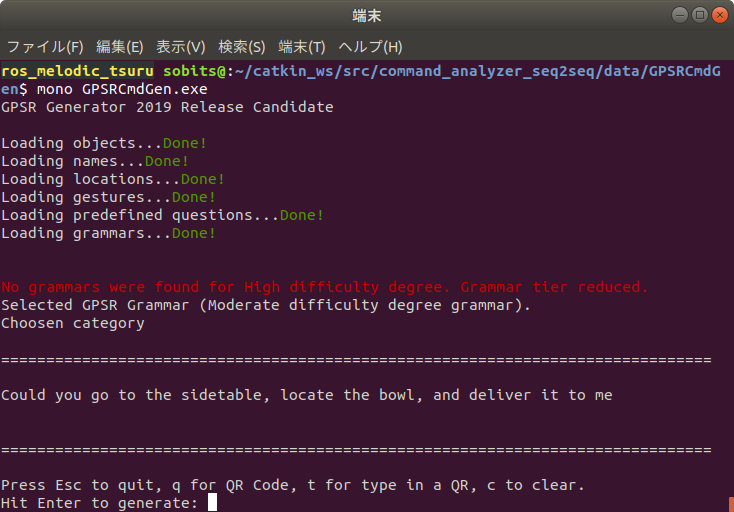 端末
ファイル(F) 編集(E) 表示(V) 検索(S) 端末(T) ヘルプ(H)
ros_melodic_tsuru sobits@:~/catkin_ws/src/command_analyzer_seq2seq/data/GPSRCmdG
en$ mono GPSRCmdGen.exe
GPSR Generator 2019 Release Candidate
Loading objects...Done!
Loading names...Done!
Loading locations...Done!
Loading gestures...Done!
Loading predefined questions...Done!
Loading grammars...Done!
No grammars were found for High difficulty degree. Grammar tier reduced.
Selected GPSR Grammar (Moderate difficulty degree grammar).
Choosen category
===============================================================================
Could you go to the sidetable, locate the bowl, and deliver it to me
===============================================================================
Press Esc to quit, q for QR Code, t for type in a QR, c to clear.
Hit Enter to generate: